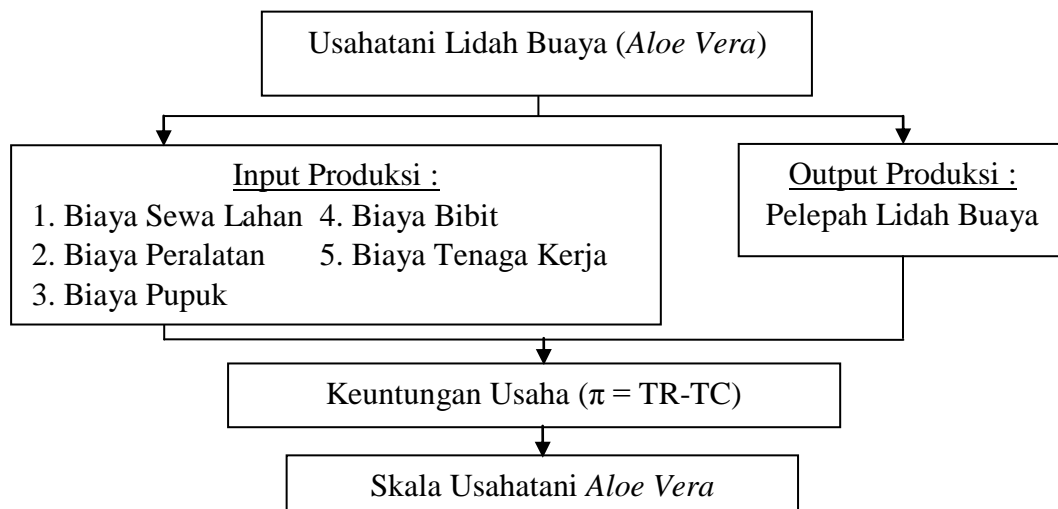 Usahatani Lidah Buaya (Aloe Vera)
Input Produksi :
1. Biaya Sewa Lahan 4. Biaya Bibit
2. Biaya Peralatan 5. Biaya Tenaga Kerja
3. Biaya Pupuk
Output Produksi :
Pelepah Lidah Buaya
Keuntungan Usaha (π = TR-TC)
Skala Usahatani Aloe Vera